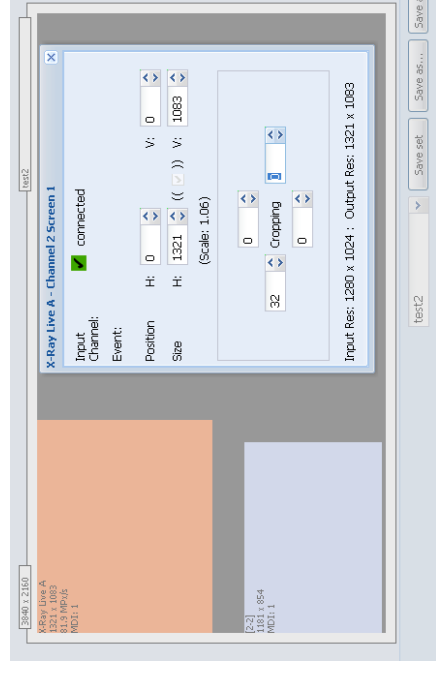 3840 x 2160
test2
X-Ray Live A
1321 x 1083
81.9 MPx/s
MDI: 1
[2-2]
1181 x 854
MDI: 1
X-Ray Live A - Channel 2 Screen 1
Input Channel:
connected
Event:
Position H: 0 V: 0
Size H: 1321 (( )) V: 1083
(Scale: 1.06)
0
32 Cropping 0
0
Input Res: 1280 x 1024 : Output Res: 1321 x 1083
test2
Save set
Save as...